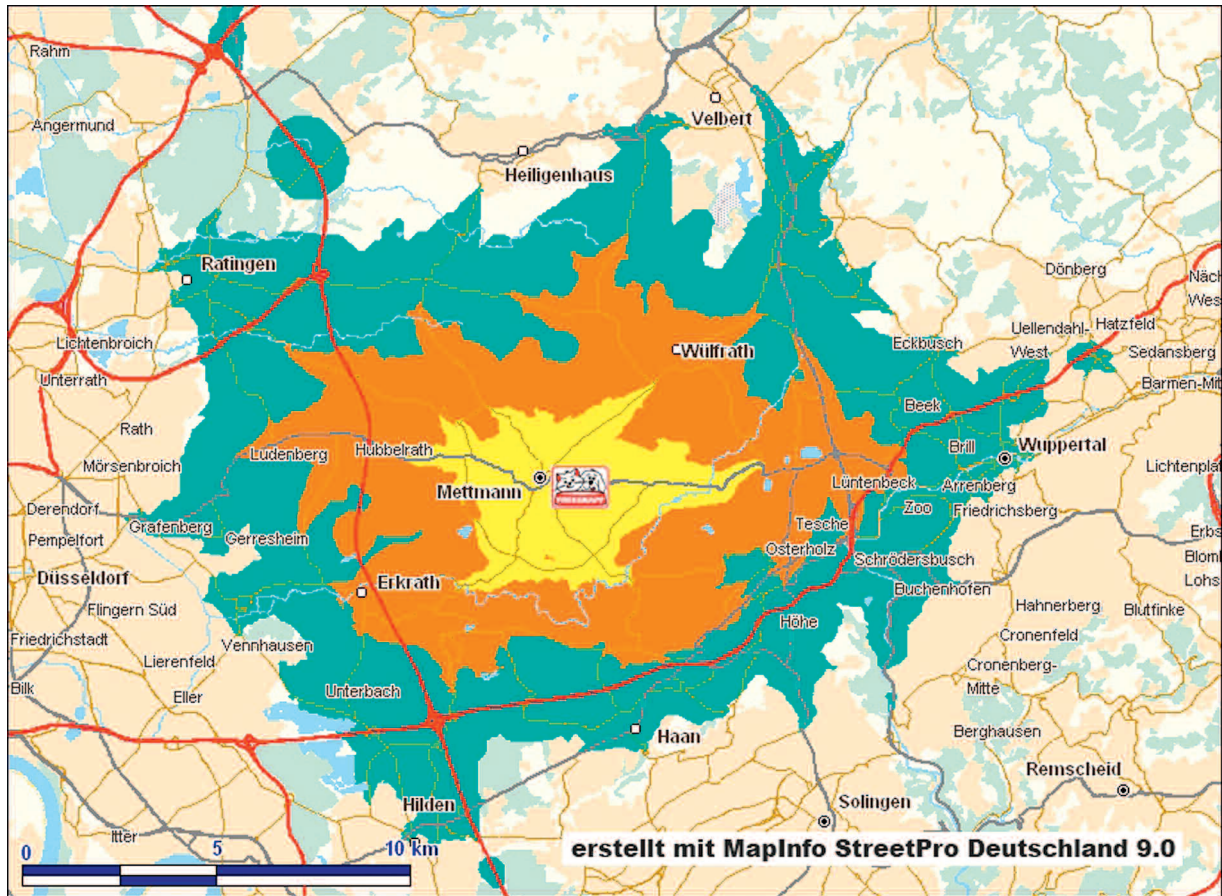 Rahm
Angermund
Velbert
Heiligenhaus
Ratingen
Dönberg
Näch
Wes
Lichtenbroich
Uellendahl-
West
Hatzfeld
Eckbusch
Wülfrath
Sedansberg
Unterrath
Barmen-Mit
Beek
Rath
Hubbelrath
Ludenberg
Brill
Wuppertal
Mörsenbroich
Lichtenpla
Mettmann
Lüntenbeck
Arrenberg
Derendorf
Grafenberg
Zoo
Friedrichsberg
Tesche
Gerresheim
Erbs
Pempelfort
Osterholz
Schrödersbusch
Blomb
Düsseldorf
Erkrath
Buchenhofen
Lohs
Flingern Süd
Hahnerberg
Blutfinke
Höhe
Friedrichstadt
Vennhausen
Cronenfeld
Lierenfeld
Cronenberg-
Mitte
Bilk
Eller
Unterbach
Haan
Berghausen
Remscheid
Hilden
Solingen
Itter
0 5 10 km
erstellt mit MapInfo StreetPro Deutschland 9.0